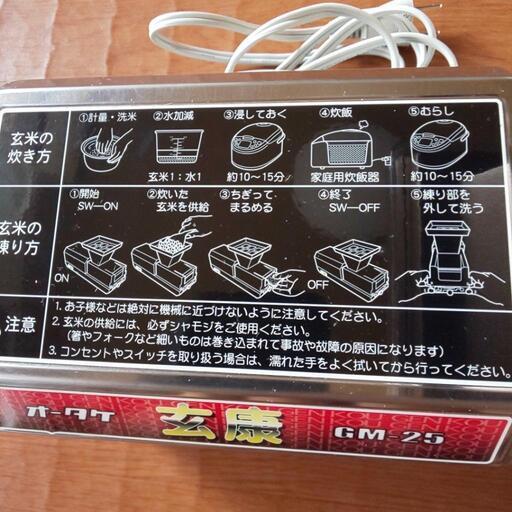 玄米の
炊き方
①計量・洗米 ②水加減 ③浸しておく ④炊飯 ⑤むらし
玄米1：水1 約10～15分 家庭用炊飯器 約10～15分
玄米の
練り方
①開始
SW―ON
②炊いた
玄米を供給
③ちぎって
まるめる
④終了
SW―OFF
⑤練り部を
外して洗う
ON
OFF
注意
1. お子様などは絶対に機械に近づけないように注意してください。
2. 玄米の供給には、必ずシャモジをご使用ください。
（箸やフォークなど細いものは巻き込まれて事故や故障の原因になります）
3. コンセントやスイッチを取り扱う場合は、濡れた手をよく拭いてから行ってください。
オータケ 玄康 GM-25